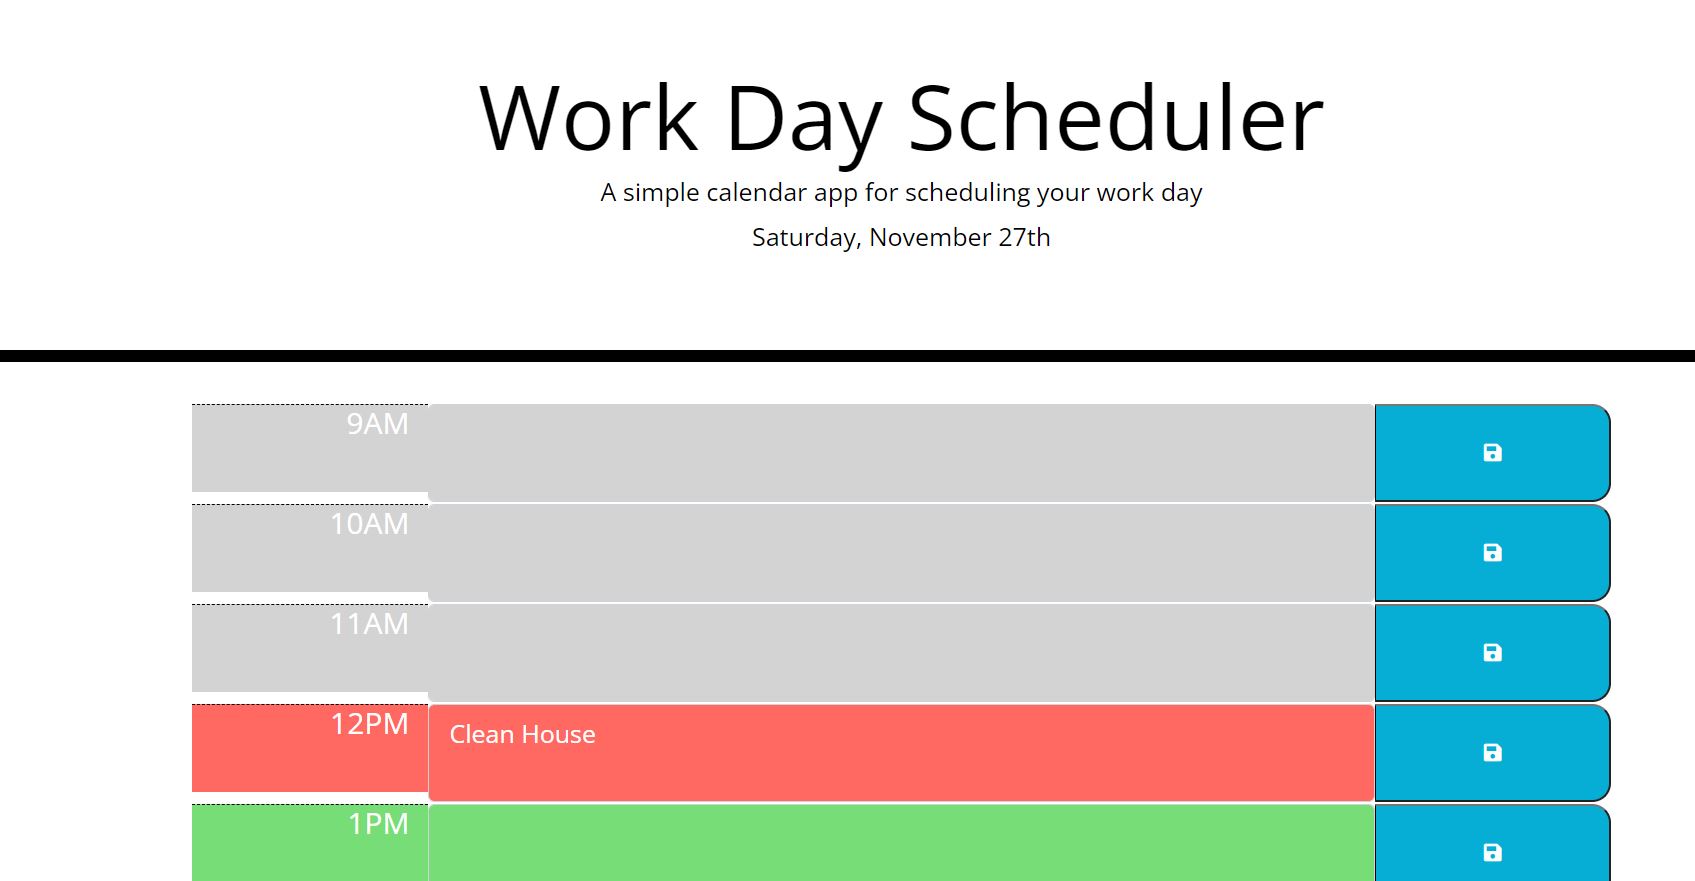 Work Day Scheduler
A simple calendar app for scheduling your work day
Saturday, November 27th
9AM
10AM
11AM
12PM
Clean House
1PM